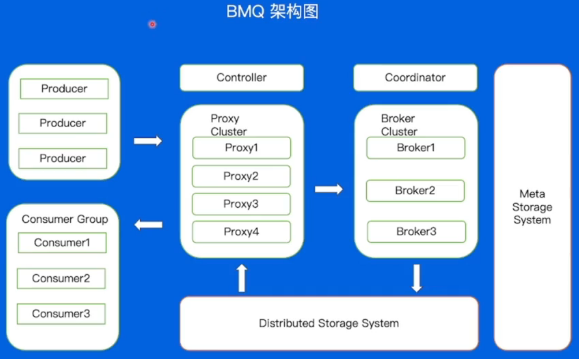 BMQ 架构图
Producer
Producer
Producer
Consumer Group
Consumer1
Consumer2
Consumer3
Controller
Proxy
Cluster
Proxy1
Proxy2
Proxy3
Proxy4
Coordinator
Broker
Cluster
Broker1
Broker2
Broker3
Distributed Storage System
Meta
Storage
System